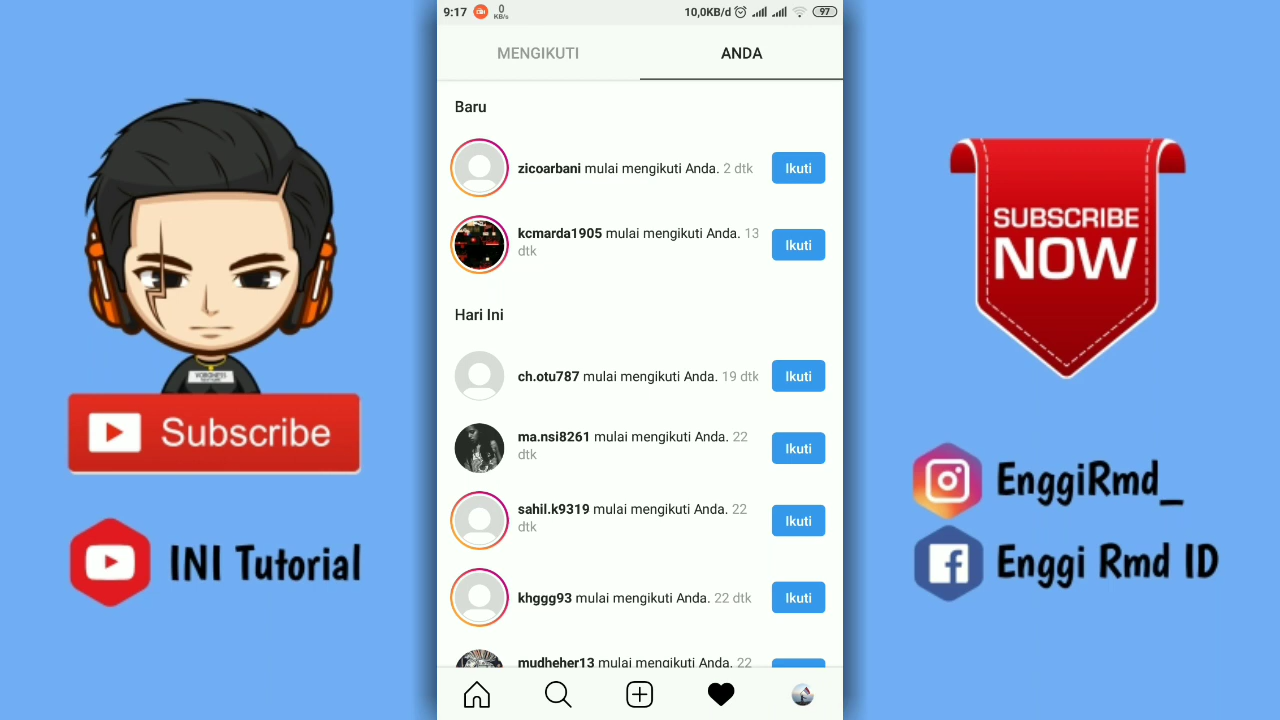 9:17
0
KB/s
10,0KB/d
97
MENGIKUTI
ANDA
Baru
zicoarbani mulai mengikuti Anda. 2 dtk
Ikuti
kcmarda1905 mulai mengikuti Anda. 13
dtk
Ikuti
Hari Ini
ch.otu787 mulai mengikuti Anda. 19 dtk
Ikuti
ma.nsi8261 mulai mengikuti Anda. 22
dtk
Ikuti
sahil.k9319 mulai mengikuti Anda. 22
dtk
Ikuti
khggg93 mulai mengikuti Anda. 22 dtk
Ikuti
mudheher13 mulai mengikuti Anda. 22
Subscribe
INI Tutorial
SUBSCRIBE
NOW
EnggiRmd_
Enggi Rmd ID